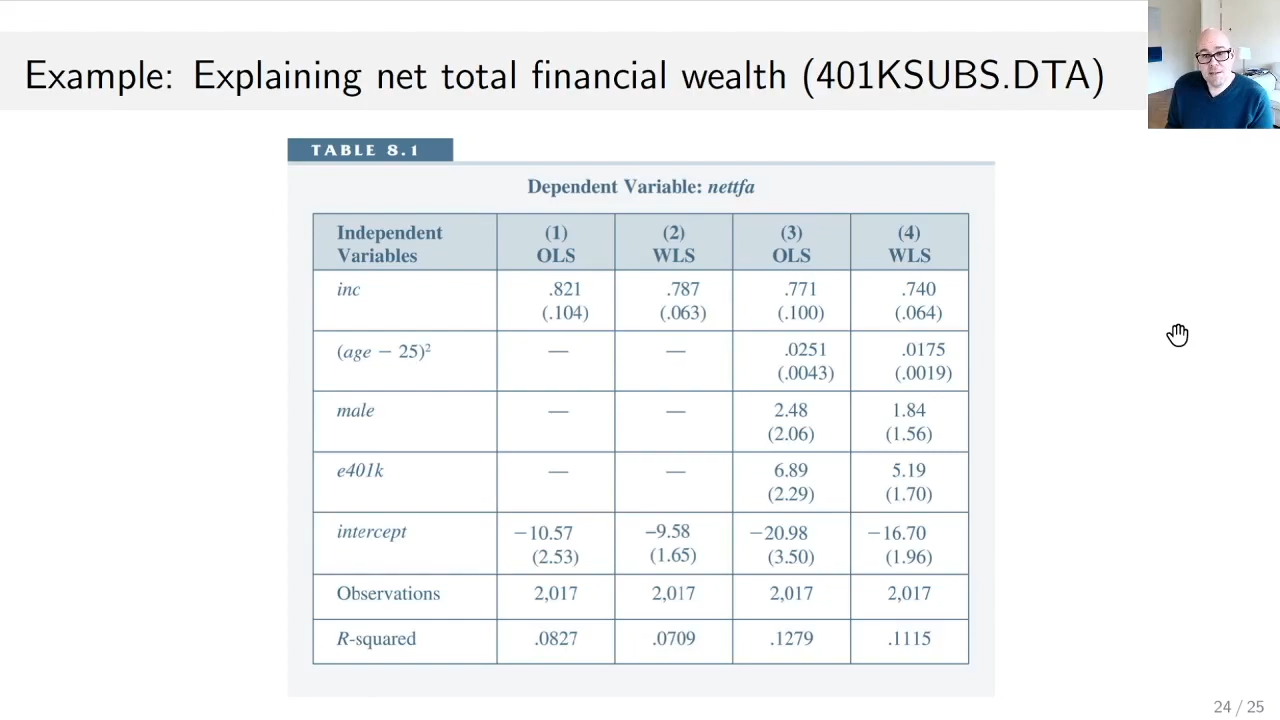 Example: Explaining net total financial wealth (401KSUBS.DTA)
TABLE 8.1
Dependent Variable: nettfa
Independent Variables (1) OLS (2) WLS (3) OLS (4) WLS
inc .821 .787 .771 .740
(.104) (.063) (.100) (.064)
(age − 25)² — — .0251 .0175
(.0043) (.0019)
male — — 2.48 1.84
(2.06) (1.56)
e401k — — 6.89 5.19
(2.29) (1.70)
intercept −10.57 −9.58 −20.98 −16.70
(2.53) (1.65) (3.50) (1.96)
Observations 2,017 2,017 2,017 2,017
R-squared .0827 .0709 .1279 .1115
24 / 25